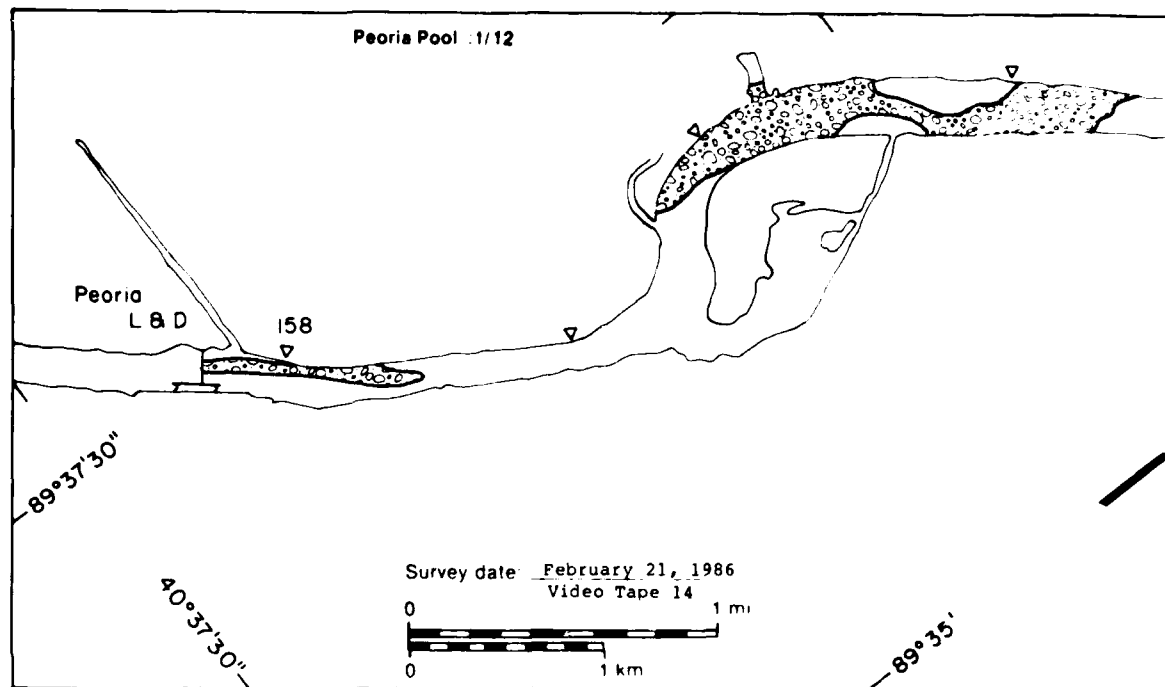 Peoria Pool :1/12
Peoria
L & D
158
89°37'30"
40°37'30"
Survey date: February 21, 1986
Video Tape 14
0 1 mi
0 1 km
89°35'